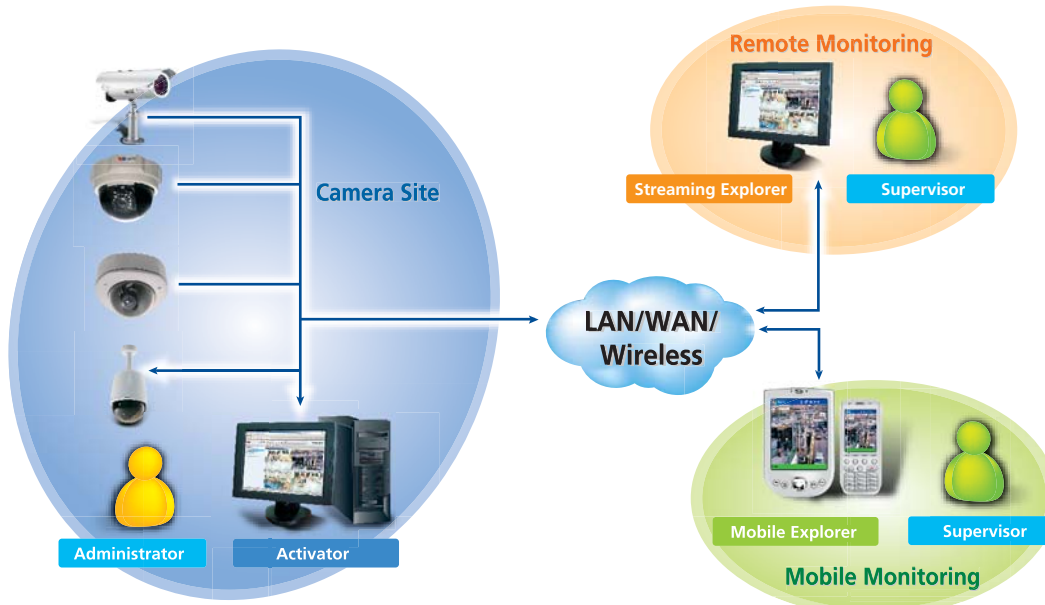 Remote Monitoring
Camera Site
Streaming Explorer
Supervisor
LAN/WAN/
Wireless
Mobile Explorer
Supervisor
Administrator
Activator
Mobile Monitoring